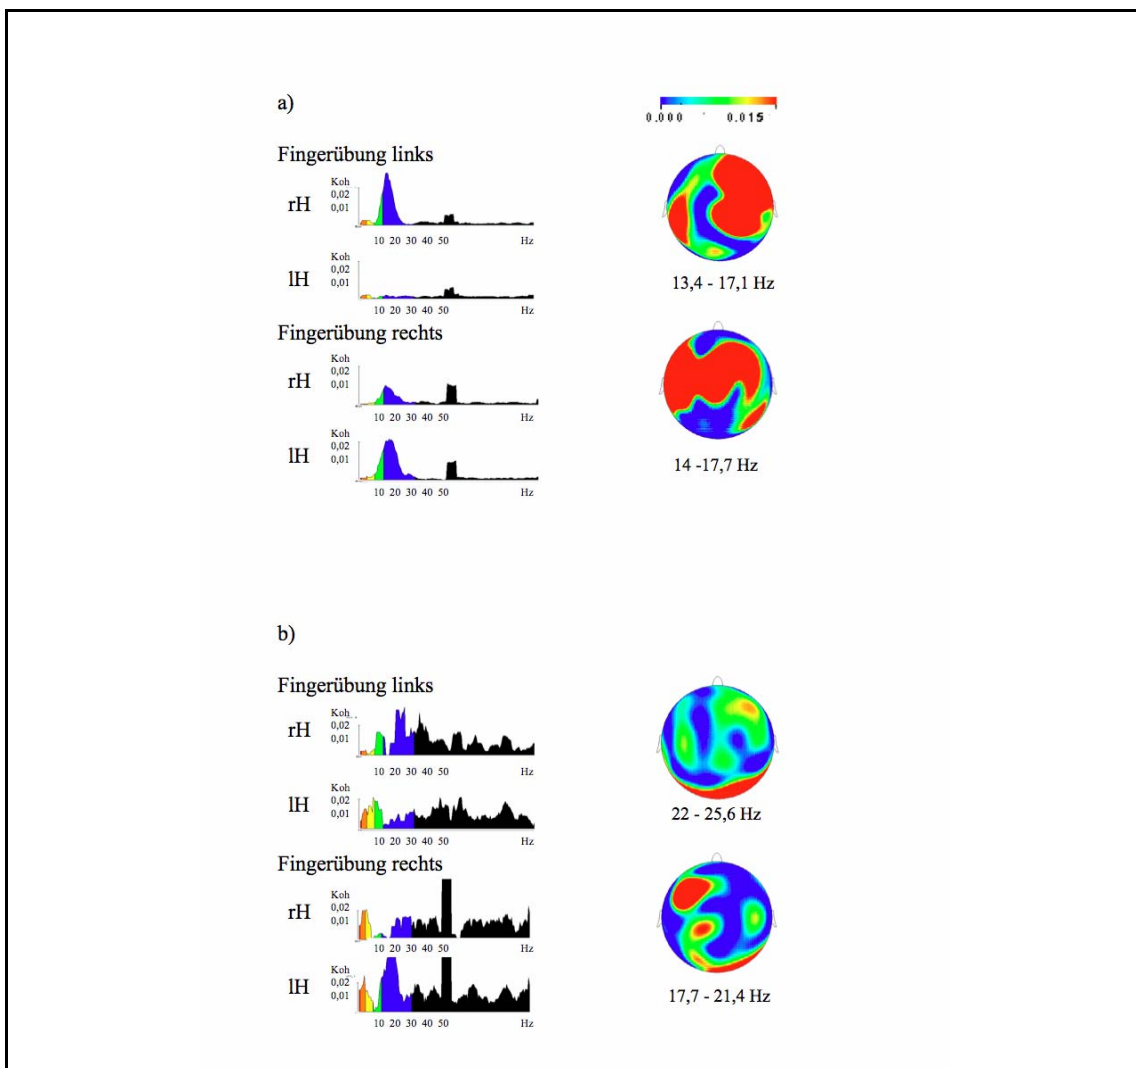 a)
0.000 0.015
Fingerübung links
Koh
0,02
0,01
rH
10 20 30 40 50 Hz
Koh
0,02
0,01
lH
10 20 30 40 50 Hz
13,4 - 17,1 Hz
Fingerübung rechts
Koh
0,02
0,01
rH
10 20 30 40 50 Hz
Koh
0,02
0,01
lH
10 20 30 40 50 Hz
14 -17,7 Hz
b)
Fingerübung links
Koh
0,02
0,01
rH
10 20 30 40 50 Hz
Koh
0,02
0,01
lH
10 20 30 40 50 Hz
22 - 25,6 Hz
Fingerübung rechts
Koh
0,02
0,01
rH
10 20 30 40 50 Hz
Koh
0,02
0,01
lH
10 20 30 40 50 Hz
17,7 - 21,4 Hz